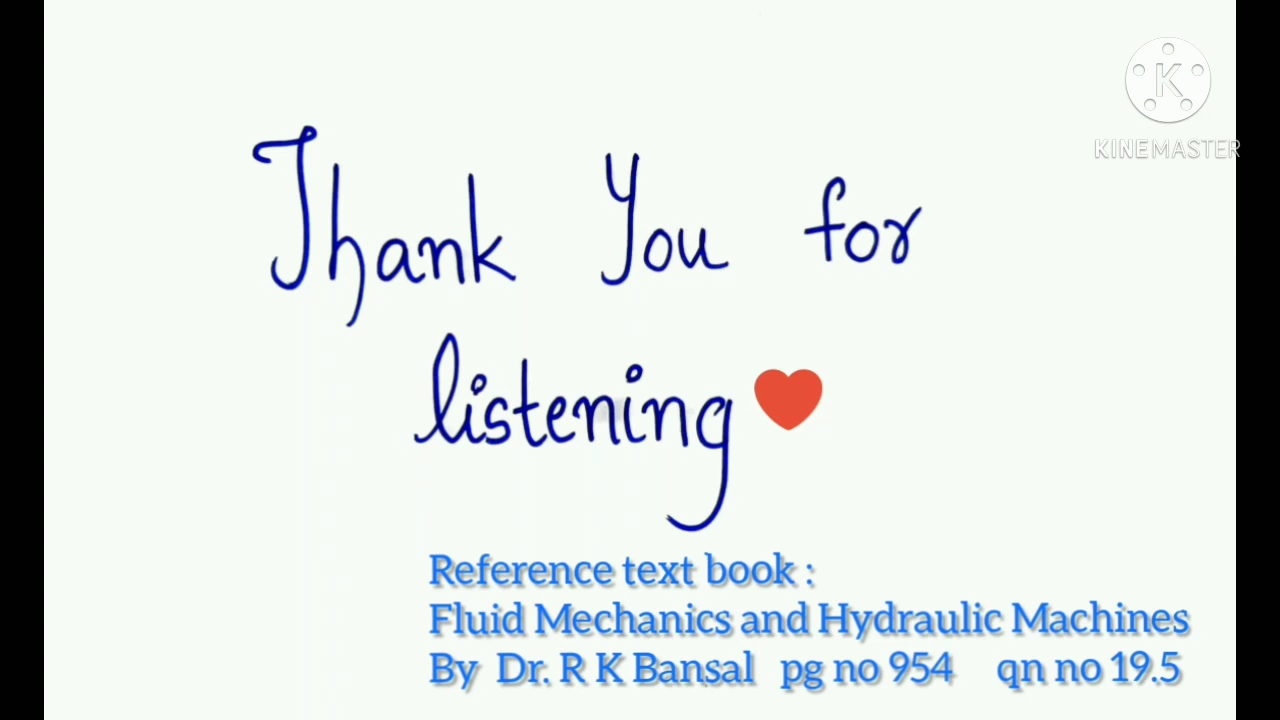 K
KINEMASTER
Thank You for
listening
Reference text book :
Fluid Mechanics and Hydraulic Machines
By Dr. R K Bansal pg no 954 qn no 19.5